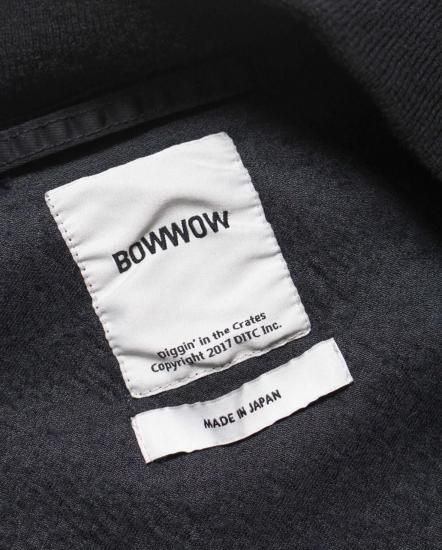 BOWWOW
Diggin' in the Crates
Copyright 2017 DITC Inc.
MADE IN JAPAN